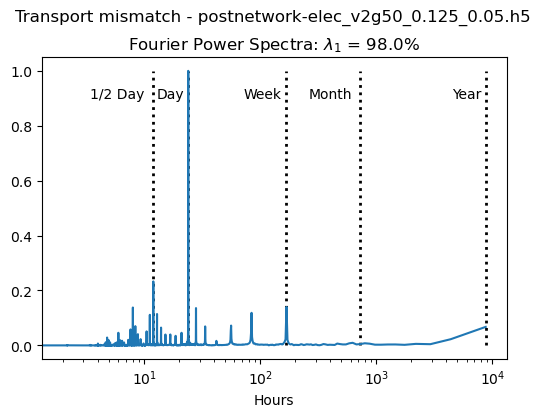 Transport mismatch - postnetwork-elec_v2g50_0.125_0.05.h5
Fourier Power Spectra: λ₁ = 98.0%
1/2 Day
Day
Week
Month
Year
1.0
0.8
0.6
0.4
0.2
0.0
10¹
10²
10³
10⁴
Hours